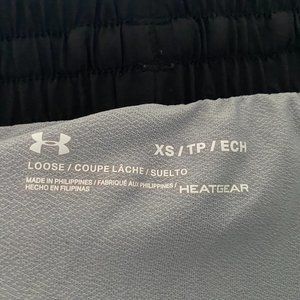 XS / TP / ECH
LOOSE / COUPE LÂCHE / SUELTO
MADE IN PHILIPPINES / FABRIQUÉ AUX PHILIPPINES /
HECHO EN FILIPINAS
HEATGEAR